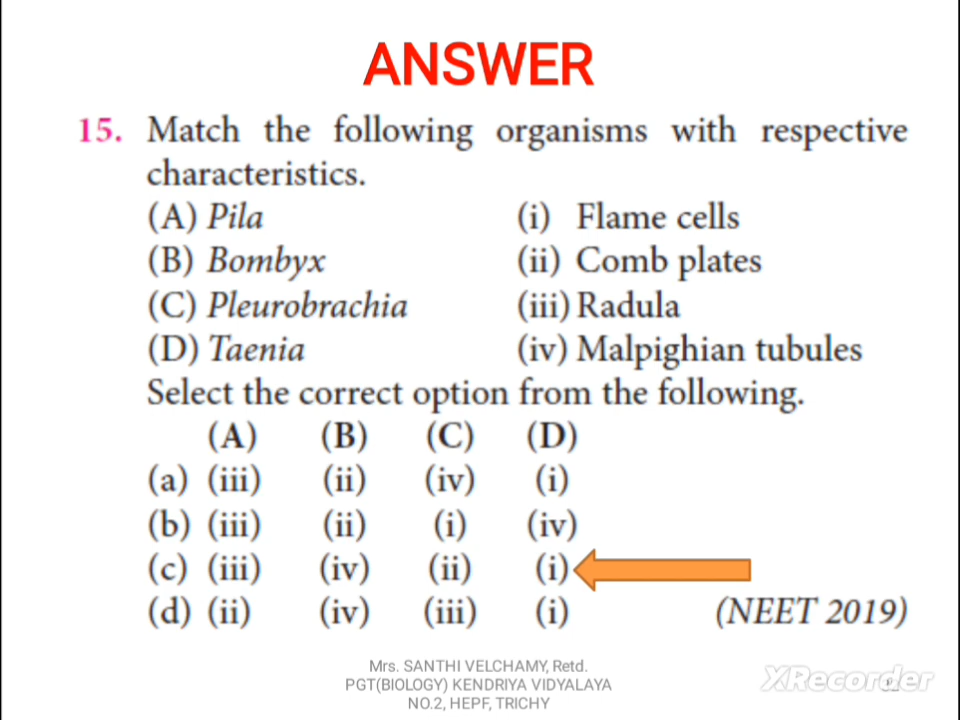 ANSWER
15. Match the following organisms with respective
characteristics.
(A) Pila (i) Flame cells
(B) Bombyx (ii) Comb plates
(C) Pleurobrachia (iii) Radula
(D) Taenia (iv) Malpighian tubules
Select the correct option from the following.
(A) (B) (C) (D)
(a) (iii) (ii) (iv) (i)
(b) (iii) (ii) (i) (iv)
(c) (iii) (iv) (ii) (i)
(d) (ii) (iv) (iii) (i)
(NEET 2019)
Mrs. SANTHI VELCHAMY, Retd.
PGT(BIOLOGY) KENDRIYA VIDYALAYA
NO.2, HEPF, TRICHY
XRecorder